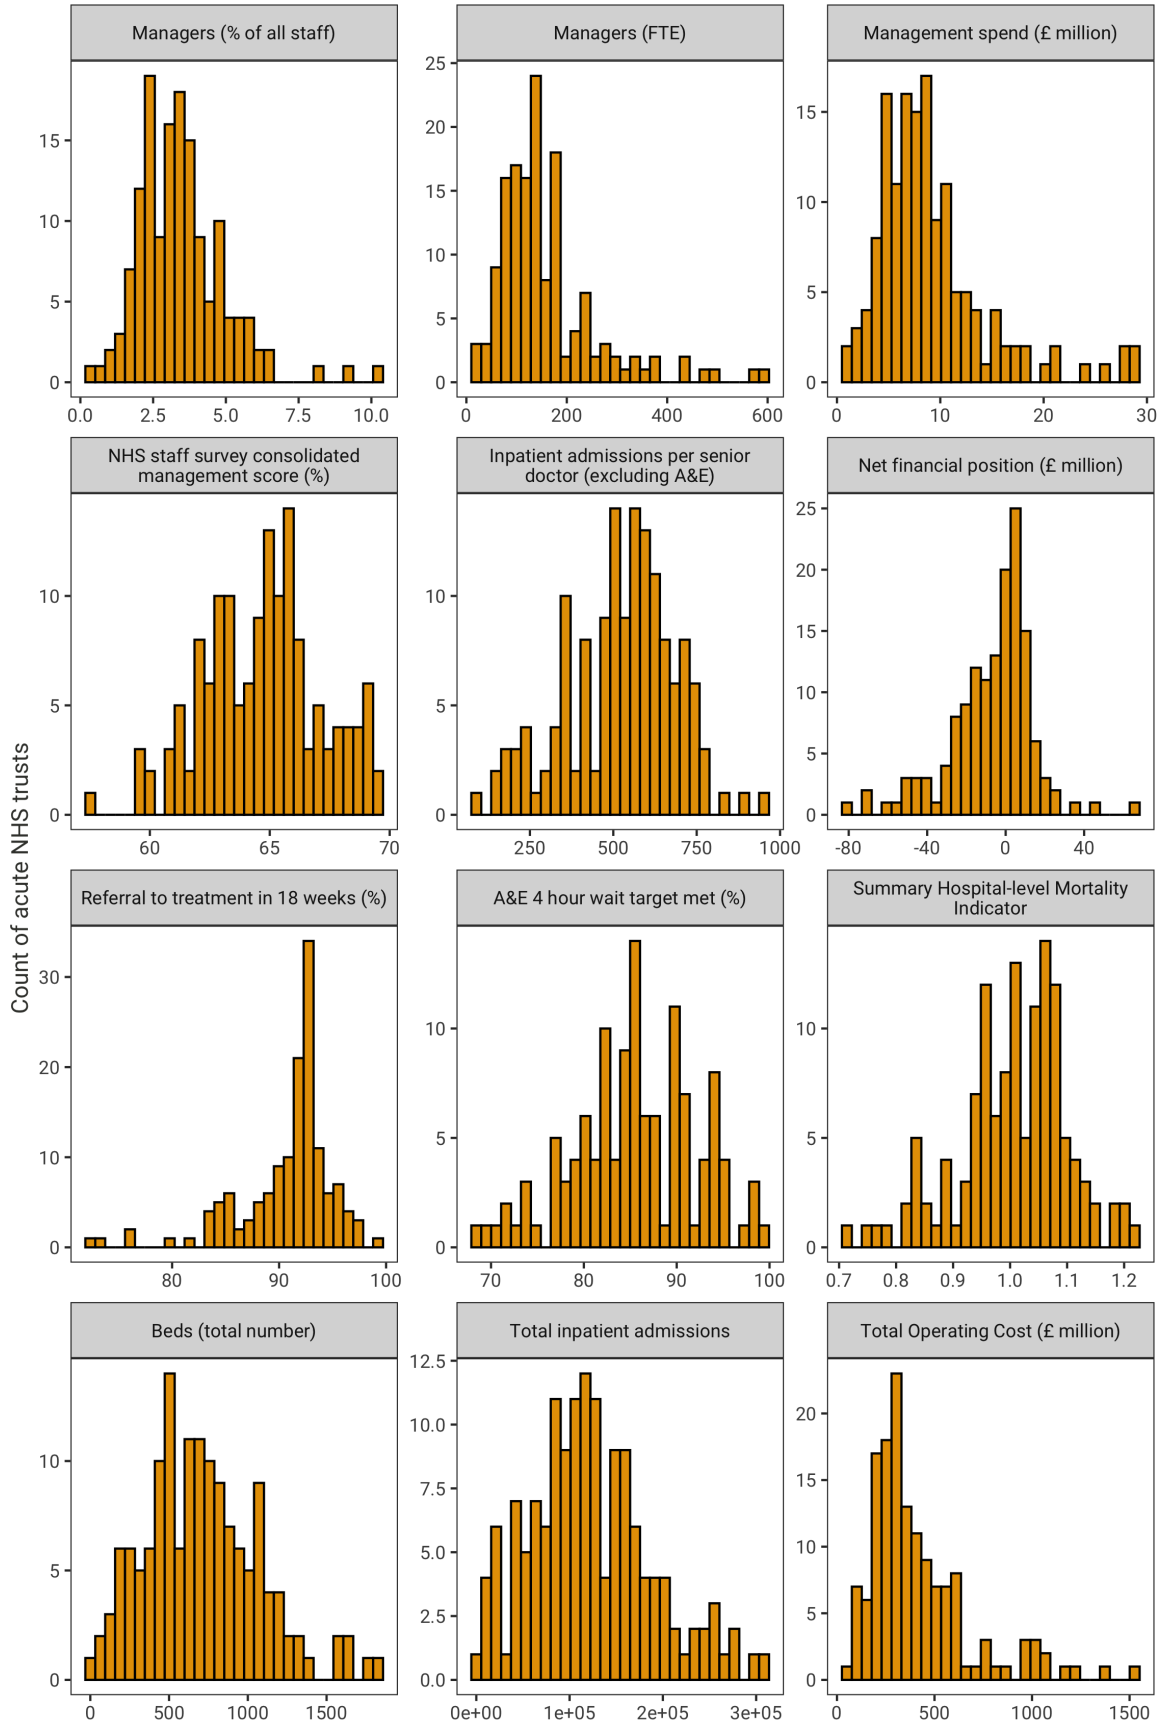 Managers (% of all staff)
Managers (FTE)
Management spend (£ million)
15
10
5
0
0.0 2.5 5.0 7.5 10.0
25
20
15
10
5
0
0 200 400 600
15
10
5
0
0 10 20 30
NHS staff survey consolidated
management score (%)
Inpatient admissions per senior
doctor (excluding A&E)
Net financial position (£ million)
10
5
0
60 65 70
10
5
0
250 500 750 1000
25
20
15
10
5
0
-80 -40 0 40
Count of acute NHS trusts
Referral to treatment in 18 weeks (%)
A&E 4 hour wait target met (%)
Summary Hospital-level Mortality
Indicator
30
20
10
0
80 90 100
10
5
0
70 80 90 100
10
5
0
0.7 0.8 0.9 1.0 1.1 1.2
Beds (total number)
Total inpatient admissions
Total Operating Cost (£ million)
10
5
0
0 500 1000 1500
12.5
10.0
7.5
5.0
2.5
0.0
0e+00 1e+05 2e+05 3e+05
20
15
10
5
0
0 500 1000 1500